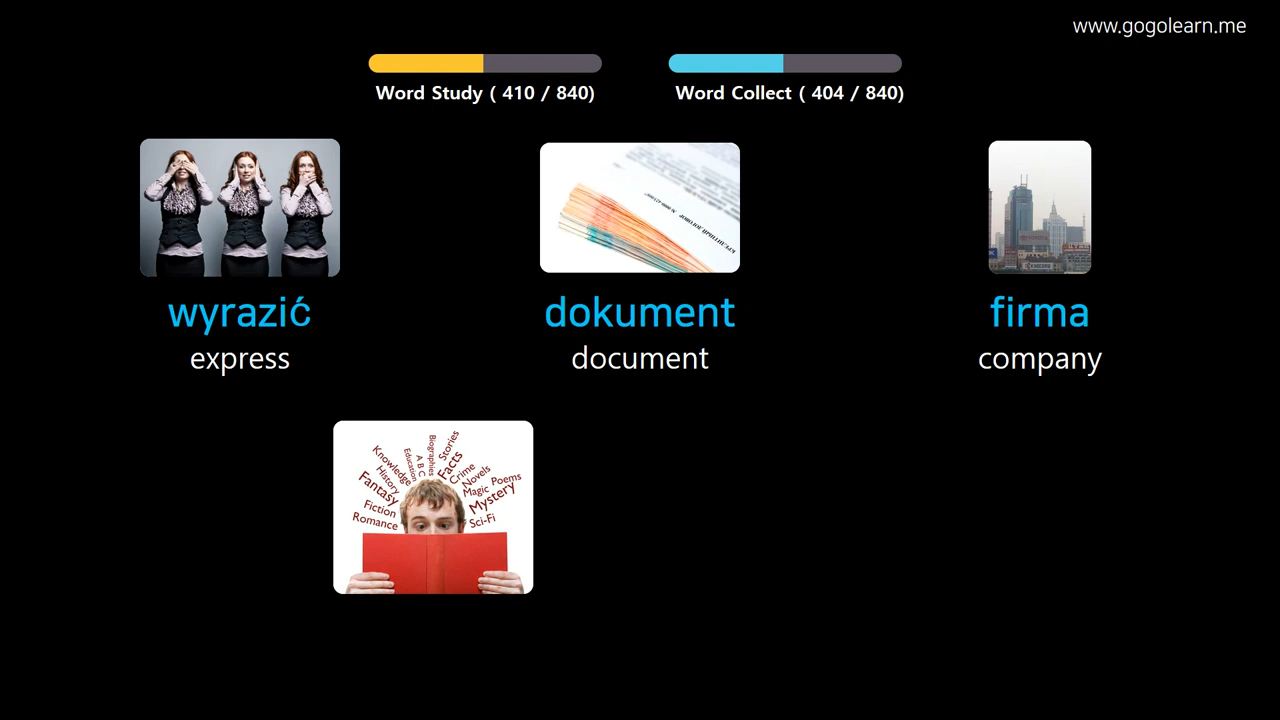 www.gogolearn.me
Word Study ( 410 / 840)
Word Collect ( 404 / 840)
wyrazić
dokument
firma
express
document
company
Stories
Biographies
Facts
A B C
Education
Crime
Knowledge
Novels
History
Magic
Poems
Fantasy
Mystery
Fiction
Sci-Fi
Romance